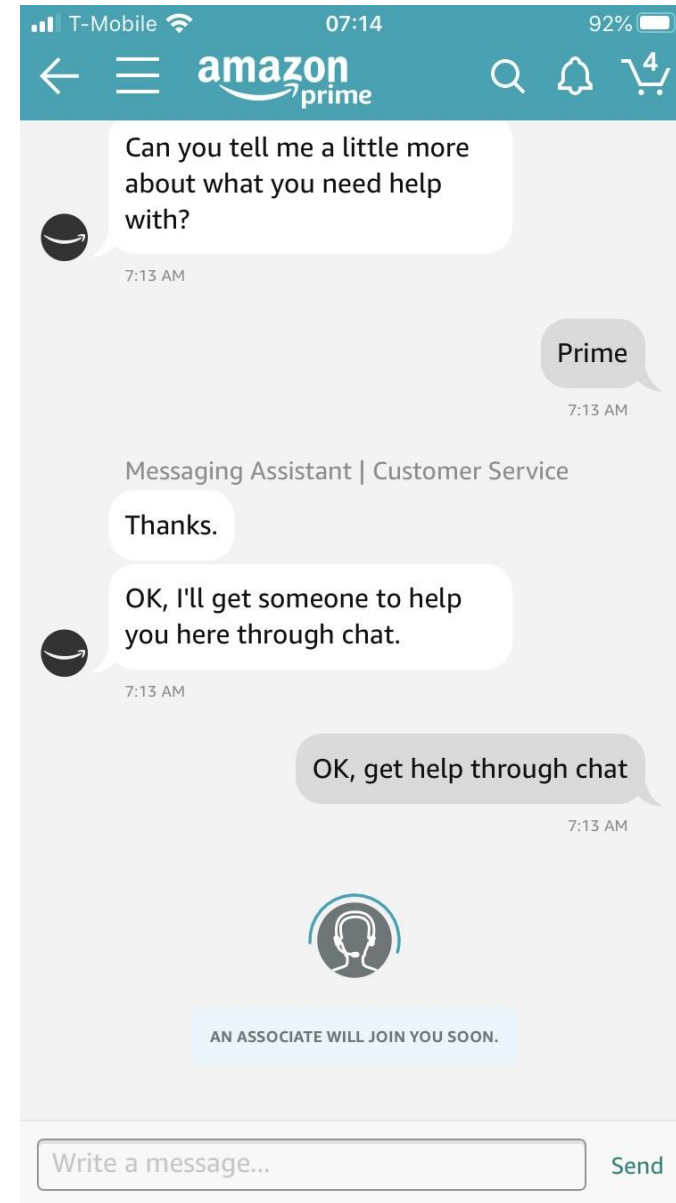 T-Mobile 07:14 92%
amazon prime 4
Can you tell me a little more
about what you need help
with?
7:13 AM
Prime
7:13 AM
Messaging Assistant | Customer Service
Thanks.
OK, I'll get someone to help
you here through chat.
7:13 AM
OK, get help through chat
7:13 AM
AN ASSOCIATE WILL JOIN YOU SOON.
Write a message... Send